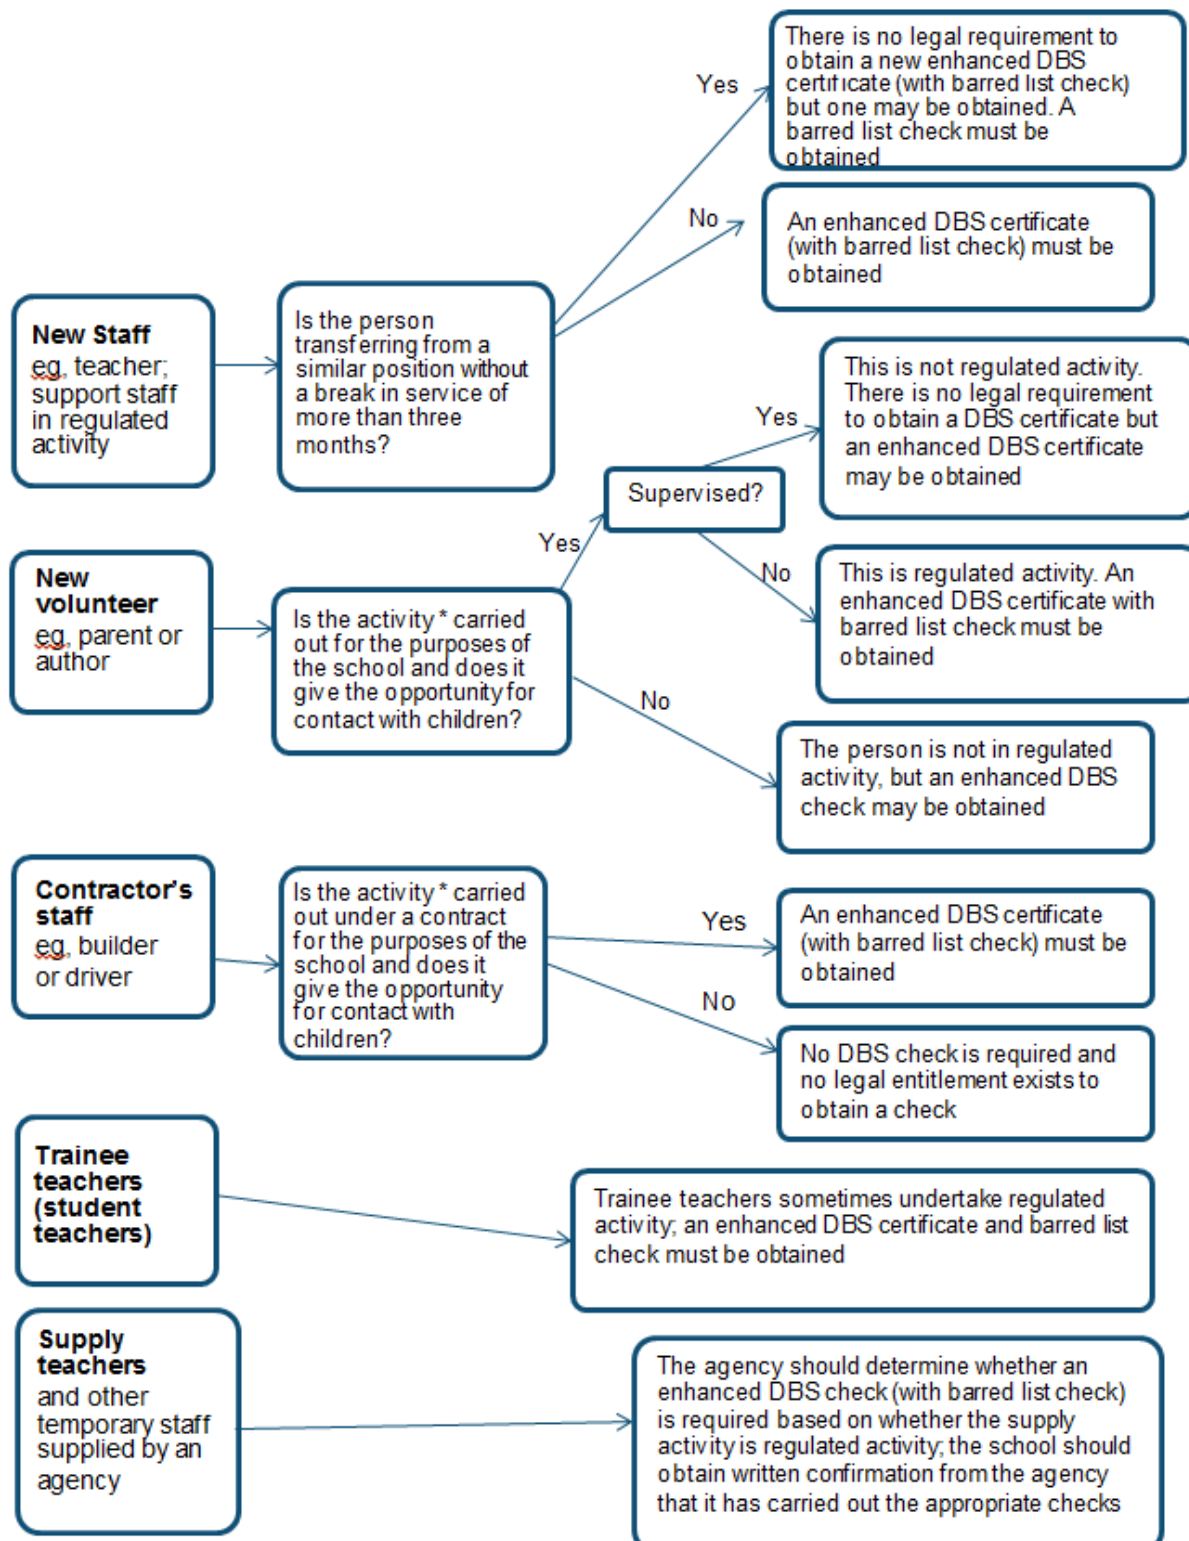 There is no legal requirement to
obtain a new enhanced DBS
certificate (with barred list check)
but one may be obtained. A
barred list check must be
obtained
Yes
No
An enhanced DBS certificate
(with barred list check) must be
obtained
New Staff
eg, teacher;
support staff
in regulated
activity
Is the person
transferring from a
similar position without
a break in service of
more than three
months?
This is not regulated activity.
There is no legal requirement
to obtain a DBS certificate but
an enhanced DBS certificate
may be obtained
Yes
Supervised?
Yes
No
This is regulated activity. An
enhanced DBS certificate with
barred list check must be
obtained
New
volunteer
eg, parent or
author
Is the activity * carried
out for the purposes of
the school and does it
give the opportunity for
contact with children?
No
The person is not in regulated
activity, but an enhanced DBS
check may be obtained
Contractor's
staff
eg, builder
or driver
Is the activity * carried
out under a contract
for the purposes of the
school and does it
give the opportunity
for contact with
children?
Yes
An enhanced DBS certificate
(with barred list check) must be
obtained
No
No DBS check is required and
no legal entitlement exists to
obtain a check
Trainee
teachers
(student
teachers)
Trainee teachers sometimes undertake regulated
activity; an enhanced DBS certificate and barred list
check must be obtained
Supply
teachers
and other
temporary staff
supplied by an
agency
The agency should determine whether an
enhanced DBS check (with barred list check)
is required based on whether the supply
activity is regulated activity; the school should
obtain written confirmation from the agency
that it has carried out the appropriate checks